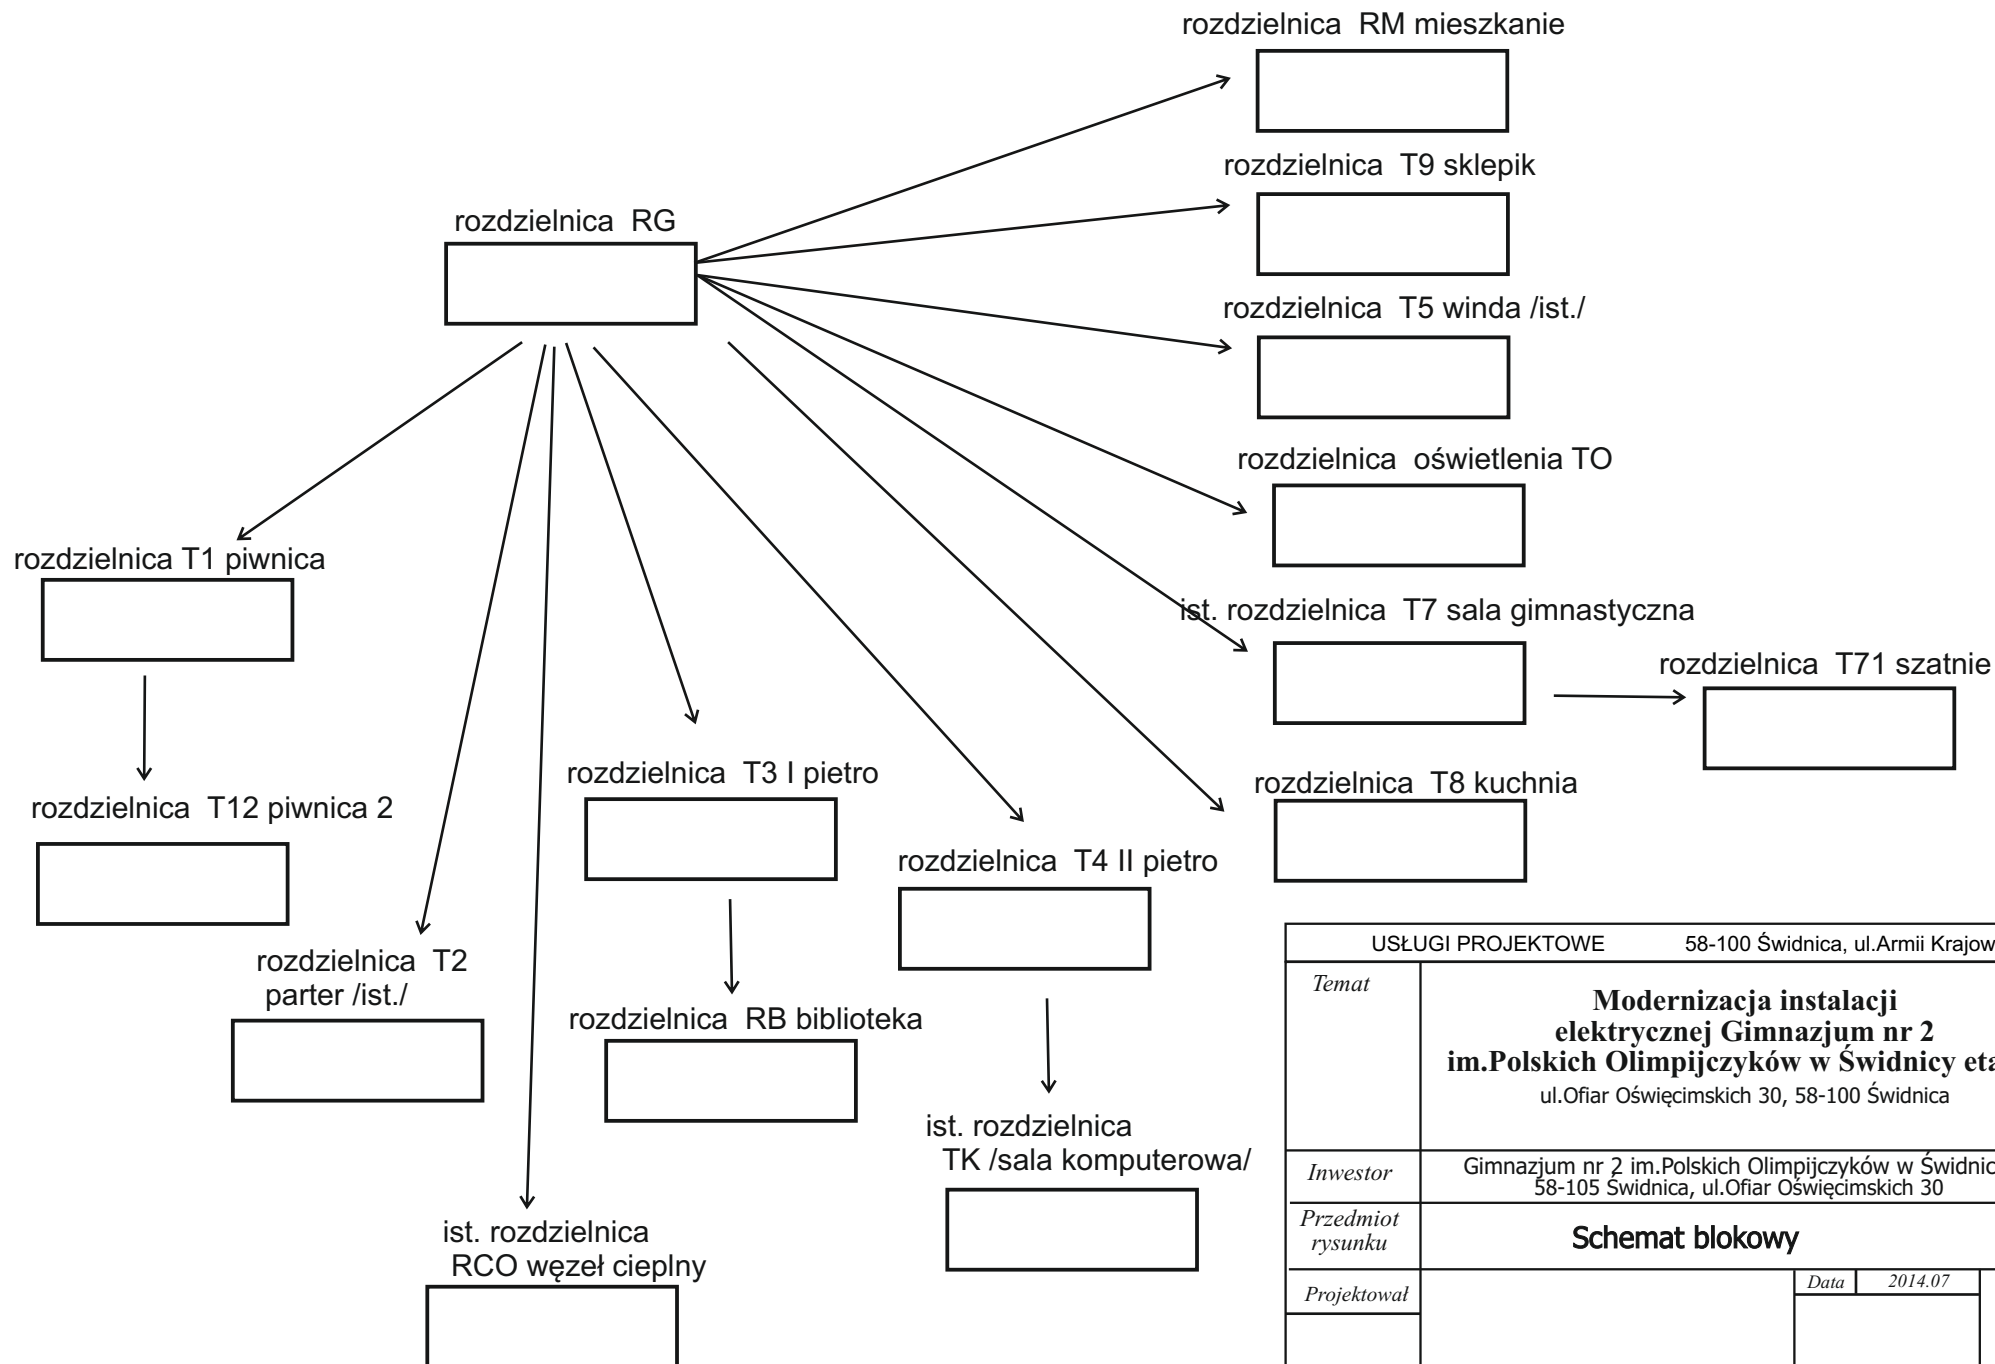 rozdzielnica RM mieszkanie
rozdzielnica T9 sklepik
rozdzielnica RG
rozdzielnica T5 winda /ist./
rozdzielnica oświetlenia TO
rozdzielnica T1 piwnica
ist. rozdzielnica T7 sala gimnastyczna
rozdzielnica T71 szatnie
rozdzielnica T3 I pietro
rozdzielnica T8 kuchnia
rozdzielnica T12 piwnica 2
rozdzielnica T4 II pietro
rozdzielnica T2
parter /ist./
rozdzielnica RB biblioteka
ist. rozdzielnica
TK /sala komputerowa/
ist. rozdzielnica
RCO węzeł cieplny
USŁUGI PROJEKTOWE 58-100 Świdnica, ul.Armii Krajow
Temat
Modernizacja instalacji
elektrycznej Gimnazjum nr 2
im.Polskich Olimpijczyków w Świdnicy eta
ul.Ofiar Oświęcimskich 30, 58-100 Świdnica
Inwestor
Gimnazjum nr 2 im.Polskich Olimpijczyków w Świdnic
58-105 Świdnica, ul.Ofiar Oświęcimskich 30
Przedmiot
rysunku
Schemat blokowy
Projektował
Data 2014.07